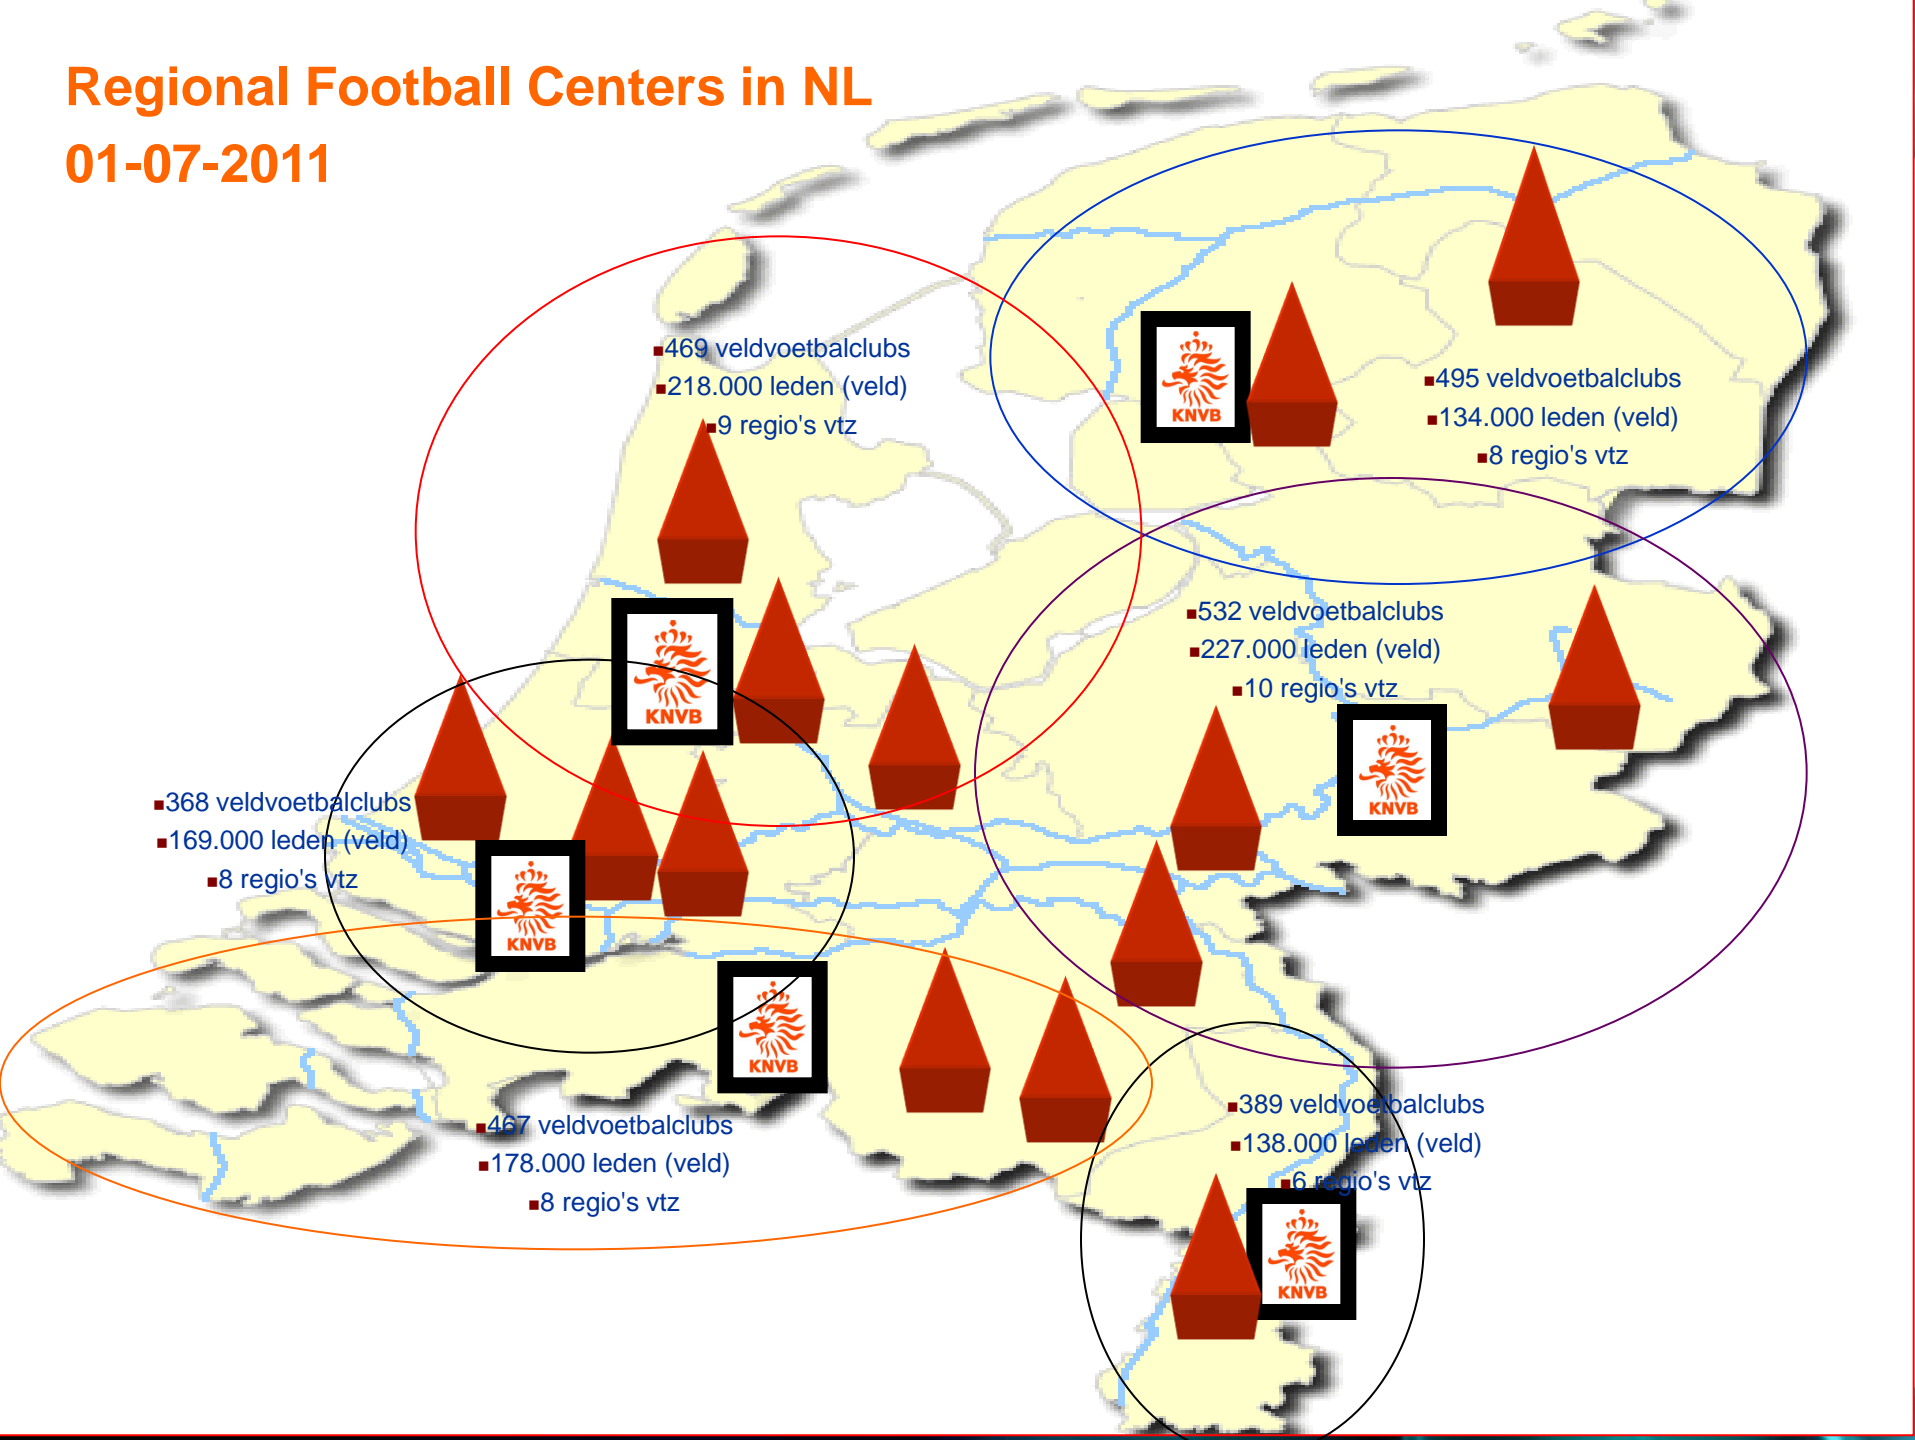 Regional Football Centers in NL
01-07-2011
469 veldvoetbalclubs
218.000 leden (veld)
9 regio's vtz
495 veldvoetbalclubs
134.000 leden (veld)
8 regio's vtz
KNVB
532 veldvoetbalclubs
227.000 leden (veld)
10 regio's vtz
KNVB
KNVB
368 veldvoetbalclubs
169.000 leden (veld)
8 regio's vtz
KNVB
KNVB
467 veldvoetbalclubs
178.000 leden (veld)
8 regio's vtz
389 veldvoetbalclubs
138.000 leden (veld)
6 regio's vtz
KNVB